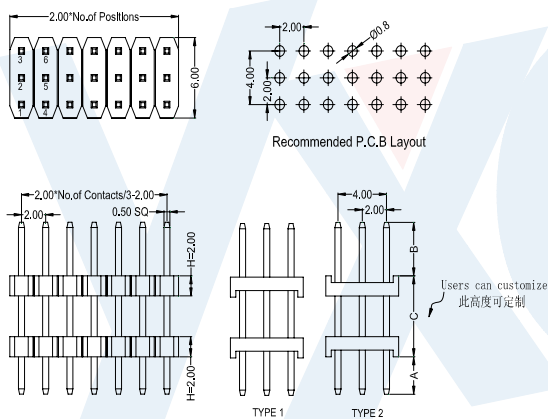 2.00*No.of Positions
3 6
2 5
1 4
6.00
2.00
Ø0.8
4.00
2.00
Recommended P.C.B Layout
2.00*No,of Contacts/3-2.00
2.00
0.50 SQ
H=2.00
H=2.00
4.00
2.00
B
C
A
Users can customize
此高度可定制
TYPE 1
TYPE 2